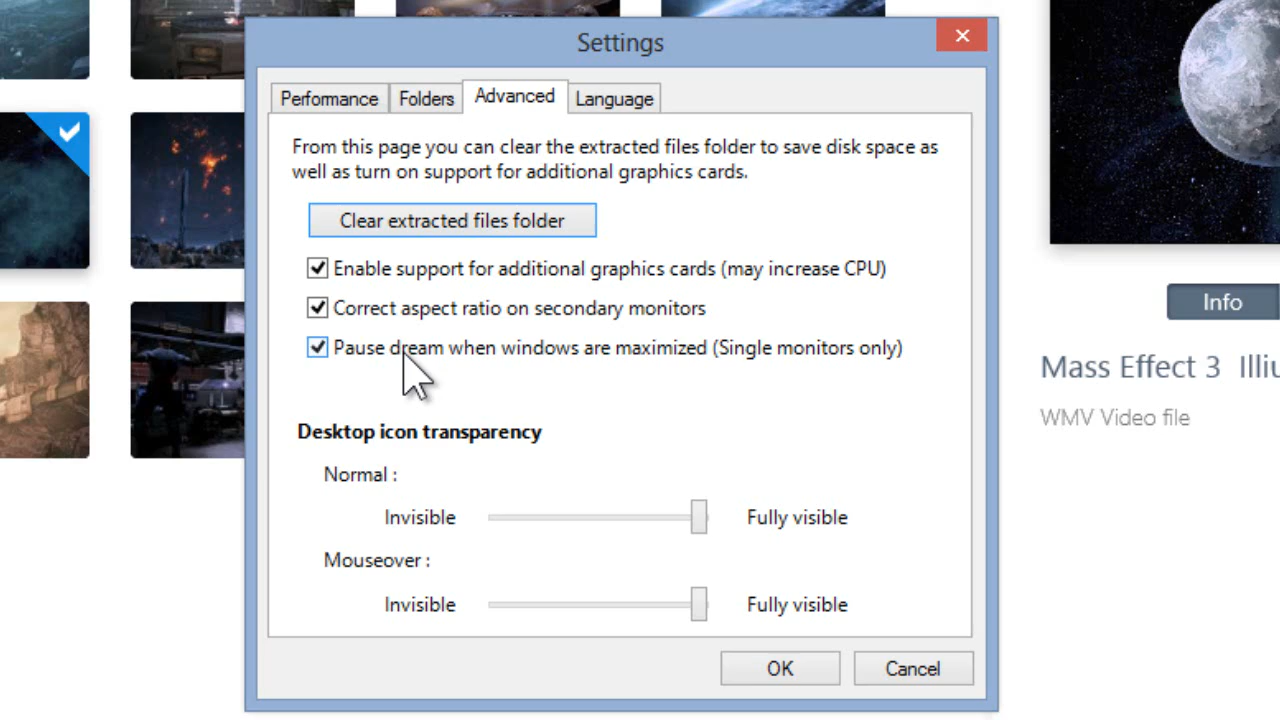 Settings
Performance
Folders
Advanced
Language
From this page you can clear the extracted files folder to save disk space as
well as turn on support for additional graphics cards.
Clear extracted files folder
Enable support for additional graphics cards (may increase CPU)
Correct aspect ratio on secondary monitors
Pause dream when windows are maximized (Single monitors only)
Desktop icon transparency
Normal :
Invisible
Fully visible
Mouseover :
Invisible
Fully visible
OK
Cancel
Info
Mass Effect 3 Illu
WMV Video file